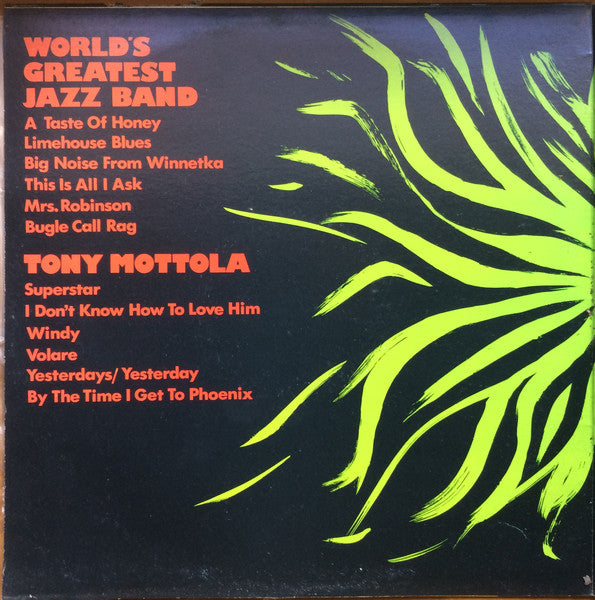 WORLD'S
GREATEST
JAZZ BAND
A Taste Of Honey
Limehouse Blues
Big Noise From Winnetka
This Is All I Ask
Mrs. Robinson
Bugle Call Rag
TONY MOTTOLA
Superstar
I Don't Know How To Love Him
Windy
Volare
Yesterdays/Yesterday
By The Time I Get To Phoenix